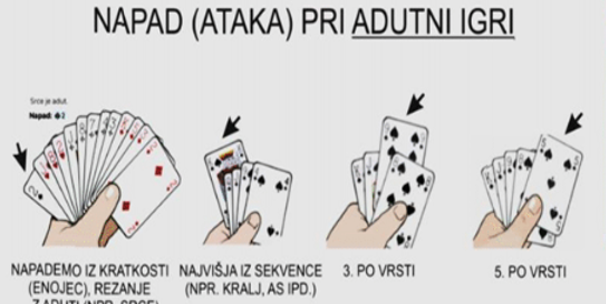 NAPAD (ATAKA) PRI ADUTNI IGRI
Srce je adut.
Napad: ♠2
NAPADEMO IZ KRATKOSTI
(ENOJEC), REZANJE
Z ADUTI (NPR. SRCE)
NAJVIŠJA IZ SEKVENCE
(NPR. KRALJ, AS IPD.)
3. PO VRSTI
5. PO VRSTI